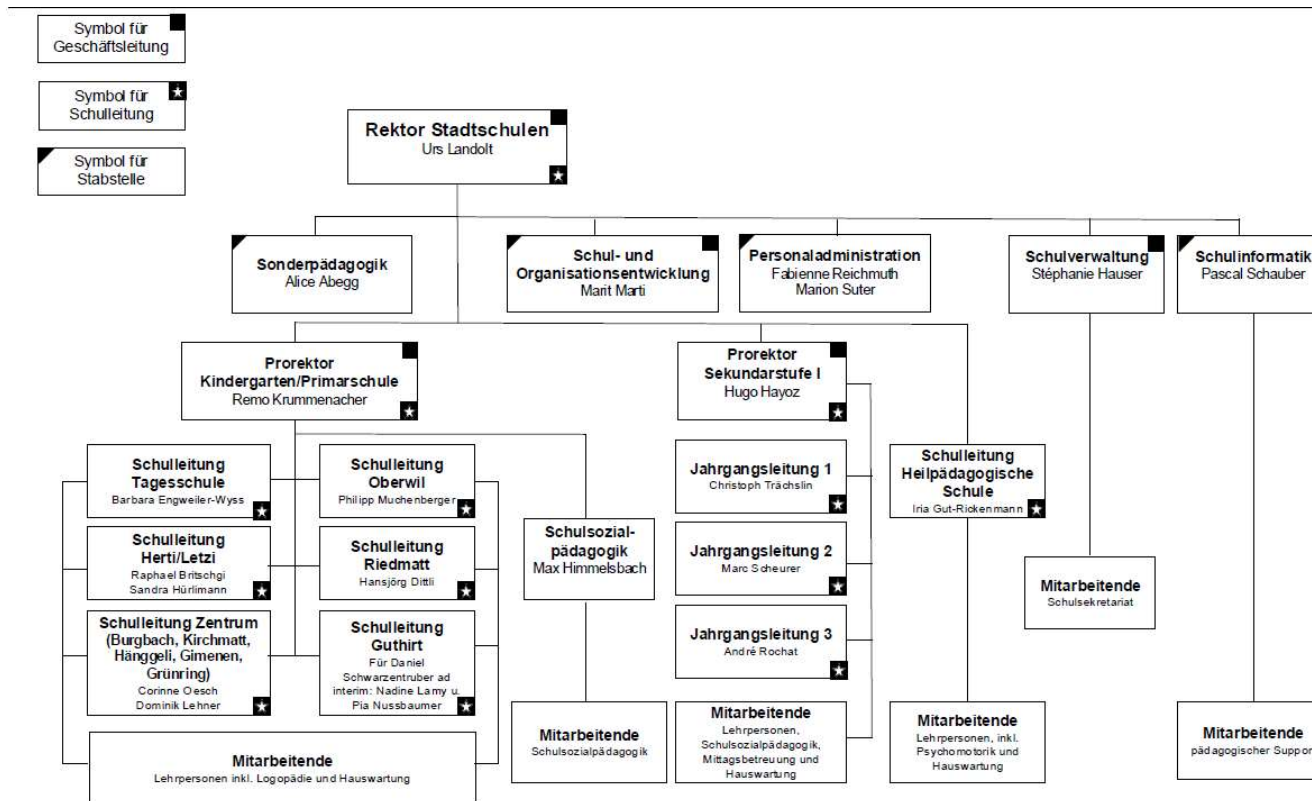 Symbol für
Geschäftsleitung
Symbol für
Schulleitung
Symbol für
Stabstelle
Rektor Stadtschulen
Urs Landolt
Sonderpädagogik
Alice Abegg
Schul- und
Organisationsentwicklung
Marit Marti
Personaladministration
Fabienne Reichmuth
Marion Suter
Schulverwaltung
Stéphanie Hauser
Schulinformatik
Pascal Schauber
Prorektor
Kindergarten/Primarschule
Remo Krummenacher
Prorektor
Sekundarstufe I
Hugo Hayoz
Schulleitung
Tagesschule
Barbara Engweiler-Wyss
Schulleitung
Oberwil
Philipp Muchenberger
Schulleitung
Herti/Letzi
Raphael Britschgi
Sandra Hürlimann
Schulleitung
Riedmatt
Hansjörg Dittli
Schulleitung Zentrum
(Burgbach, Kirchmatt,
Hänggeli, Gimenen,
Grünring)
Corinne Oesch
Dominik Lehner
Schulleitung
Guthirt
Für Daniel
Schwarzentruber ad
interim: Nadine Lamy u.
Pia Nussbaumer
Mitarbeitende
Lehrpersonen inkl. Logopädie und Hauswartung
Schulsozial-
pädagogik
Max Himmelsbach
Mitarbeitende
Schulsozialpädagogik
Jahrgangsleitung 1
Christoph Trächslin
Jahrgangsleitung 2
Marc Scheurer
Jahrgangsleitung 3
André Rochat
Mitarbeitende
Lehrpersonen,
Schulsozialpädagogik,
Mittagsbetreuung und
Hauswartung
Schulleitung
Heilpädagogische
Schule
Iria Gut-Rickenmann
Mitarbeitende
Lehrpersonen, inkl.
Psychomotorik und
Hauswartung
Mitarbeitende
Schulsekretariat
Mitarbeitende
pädagogischer Support